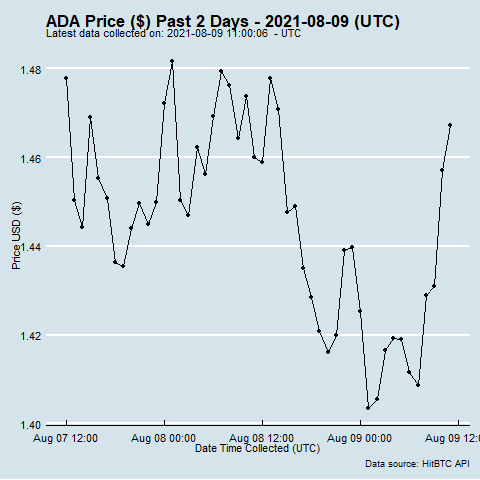 ADA Price ($) Past 2 Days - 2021-08-09 (UTC)
Latest data collected on: 2021-08-09 11:00:06 - UTC
1.48
1.46
1.44
1.42
1.40
Price USD ($)
Aug 07 12:00 Aug 08 00:00 Aug 08 12:00 Aug 09 00:00 Aug 09 12:
Date Time Collected (UTC)
Data source: HitBTC API